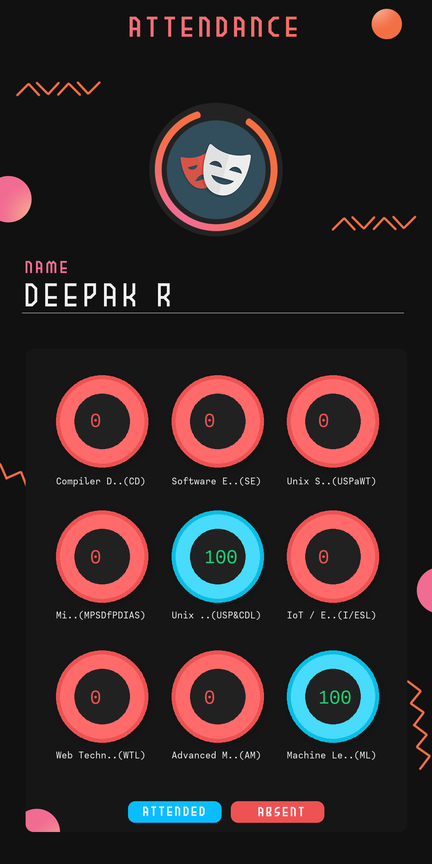 ATTENDANCE
NAME
DEEPAK R
0 0 0
Compiler D..(CD) Software E..(SE) Unix S..(USPaWT)
0 100 0
Mi..(MPSDfPDIAS) Unix ..(USP&CDL) IoT / E..(I/ESL)
0 0 100
Web Techn..(WTL) Advanced M..(AM) Machine Le..(ML)
ATTENDED ABSENT